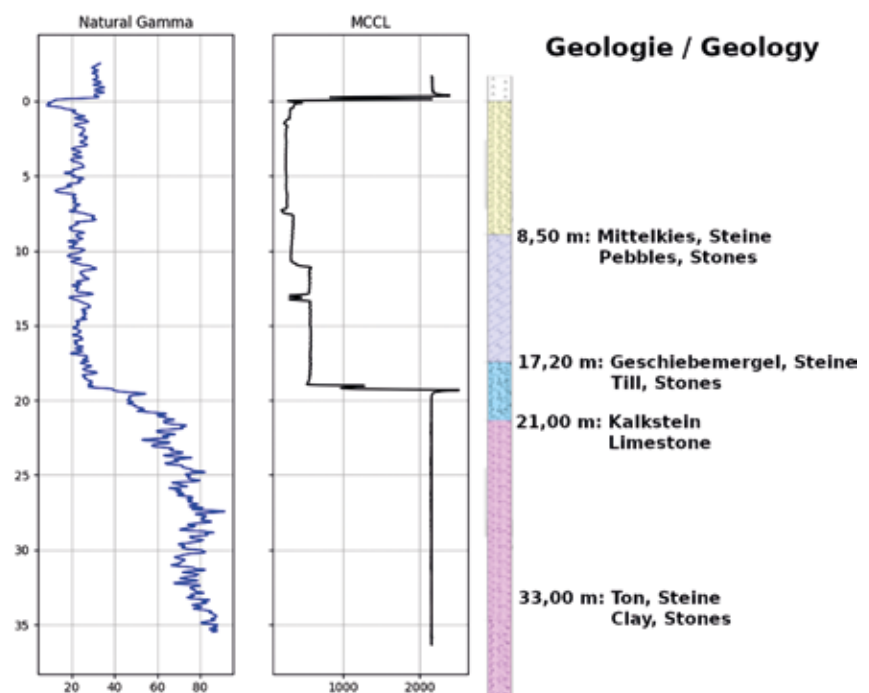 Natural Gamma
MCCL
Geologie / Geology
0
5
10
15
20
25
30
35
8,50 m: Mittelkies, Steine
Pebbles, Stones
17,20 m: Geschiebemergel, Steine
Till, Stones
21,00 m: Kalkstein
Limestone
33,00 m: Ton, Steine
Clay, Stones
20 40 60 80
1000 2000